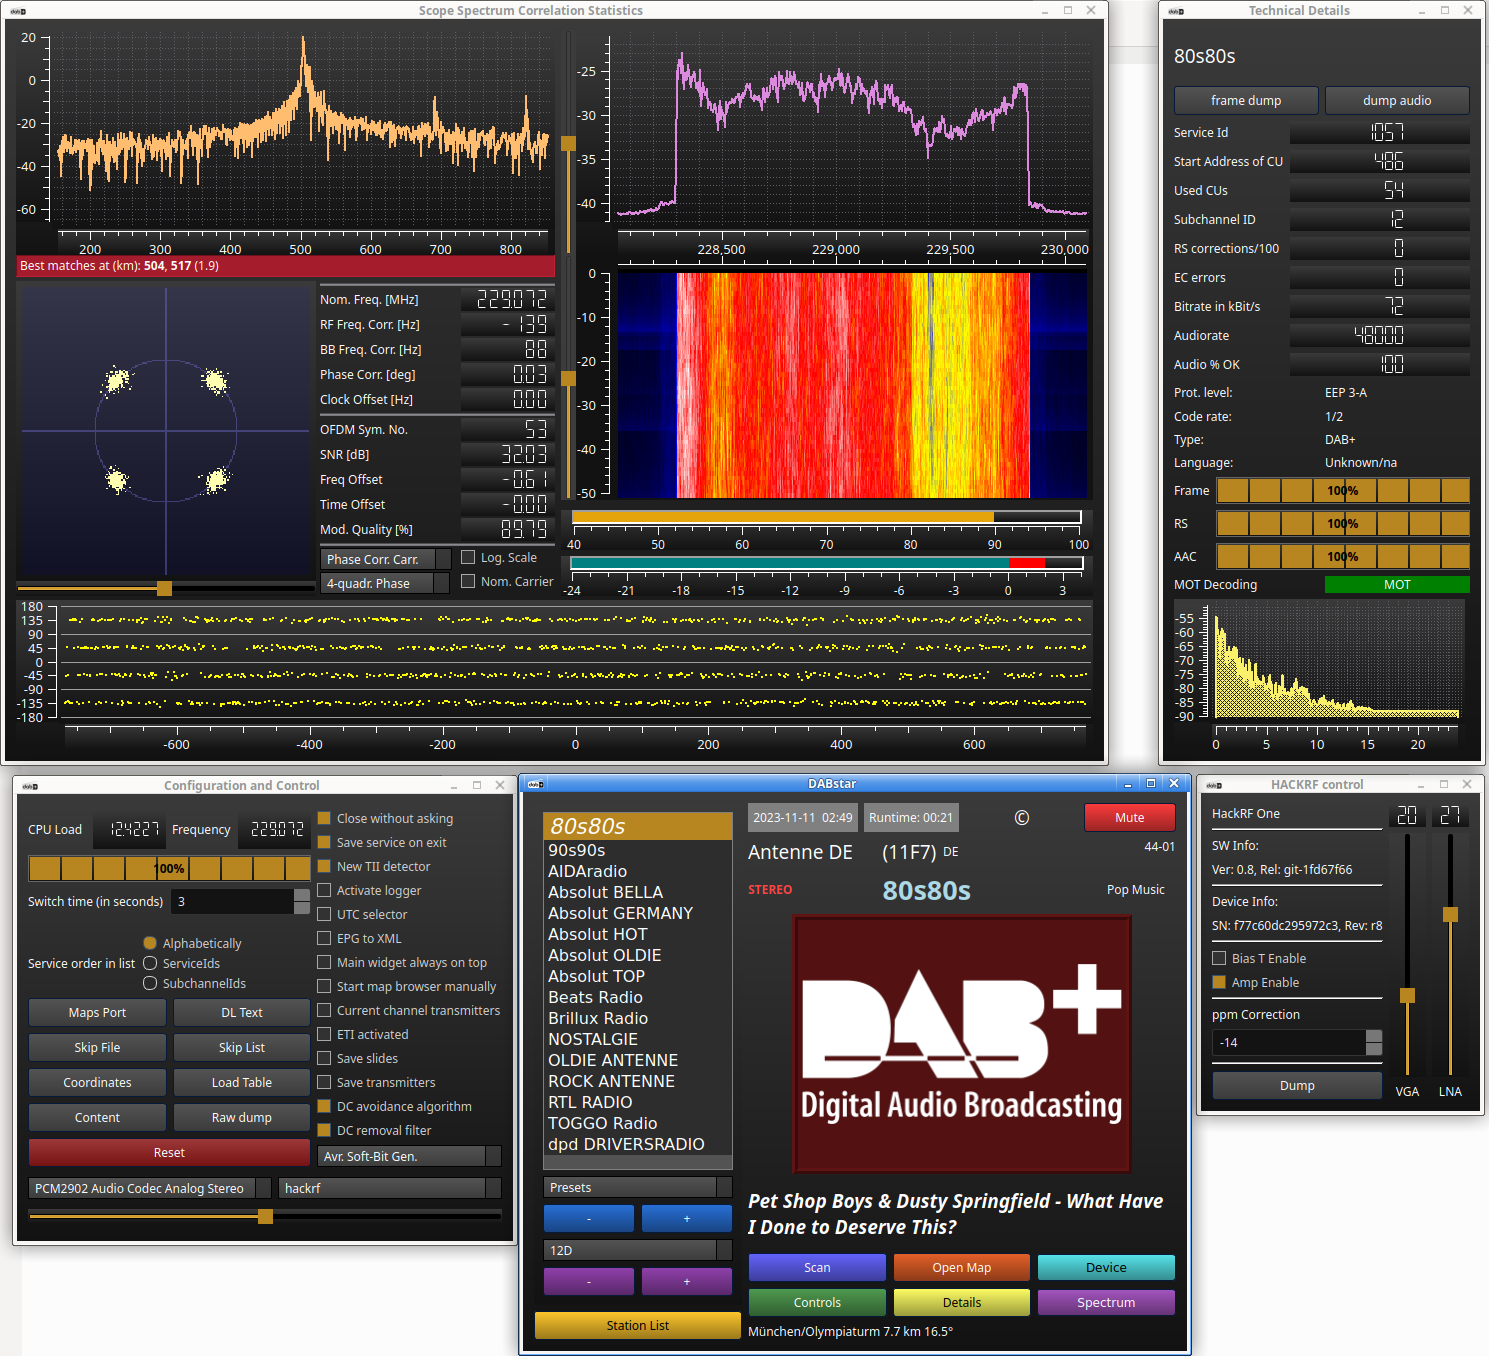 Scope Spectrum Correlation Statistics
20
0
-20
-40
-60
200 300 400 500 600 700 800
Best matches at (km): 504, 517 (1.9)
-25
-30
-35
-40
228,500 229,000 229,500 230,000
0
-10
-20
-30
-40
-50
Nom. Freq. [MHz] 229.072
RF Freq. Corr. [Hz] -139
BB Freq. Corr. [Hz] 88
Phase Corr. [deg] 0.03
Clock Offset [Hz] 0.00
OFDM Sym. No. 53
SNR [dB] 32.03
Freq Offset -0.61
Time Offset -0.00
Mod. Quality [%] 89.79
Phase Corr. Carr. Log. Scale
4-quadr. Phase Nom. Carrier
40 50 60 70 80 90 100
-24 -21 -18 -15 -12 -9 -6 -3 0 3
180
135
90
45
0
-45
-90
-135
-180
-600 -400 -200 0 200 400 600
Technical Details
80s80s
frame dump dump audio
Service Id 1057
Start Address of CU 486
Used CUs 54
Subchannel ID 12
RS corrections/100 0
EC errors 0
Bitrate in kBit/s 72
Audiorate 48000
Audio % OK 100
Prot. level: EEP 3-A
Code rate: 1/2
Type: DAB+
Language: Unknown/na
Frame 100%
RS 100%
AAC 100%
MOT Decoding MOT
-55
-60
-65
-70
-75
-80
-85
-90
0 5 10 15 20
Configuration and Control
CPU Load 12.4227 Frequency 229.072
100%
Switch time (in seconds) 3
Service order in list
Alphabetically
ServiceIds
SubchannelIds
Maps Port DL Text
Skip File Skip List
Coordinates Load Table
Content Raw dump
Reset
Close without asking
Save service on exit
New TII detector
Activate logger
UTC selector
EPG to XML
Main widget always on top
Start map browser manually
Current channel transmitters
ETI activated
Save slides
Save transmitters
DC avoidance algorithm
DC removal filter
Avr. Soft-Bit Gen.
PCM2902 Audio Codec Analog Stereo hackrf
DABstar
80s80s
90s90s
AIDAradio
Absolut BELLA
Absolut GERMANY
Absolut HOT
Absolut OLDIE
Absolut TOP
Beats Radio
Brillux Radio
NOSTALGIE
OLDIE ANTENNE
ROCK ANTENNE
RTL RADIO
TOGGO Radio
dpd DRIVERSRADIO
Presets
- +
12D
- +
Station List
2023-11-11 02:49 Runtime: 00:21 © Mute
Antenne DE (11F7) DE 44-01
STEREO 80s80s Pop Music
DAB+
Digital Audio Broadcasting
Pet Shop Boys & Dusty Springfield - What Have
I Done to Deserve This?
Scan Open Map Device
Controls Details Spectrum
München/Olympiaturm 7.7 km 16.5°
HACKRF control
HackRF One 20 27
SW Info:
Ver: 0.8, Rel: git-1fd67f66
Device Info:
SN: f77c60dc295972c3, Rev: r8
Bias T Enable
Amp Enable
ppm Correction
-14
Dump
VGA LNA